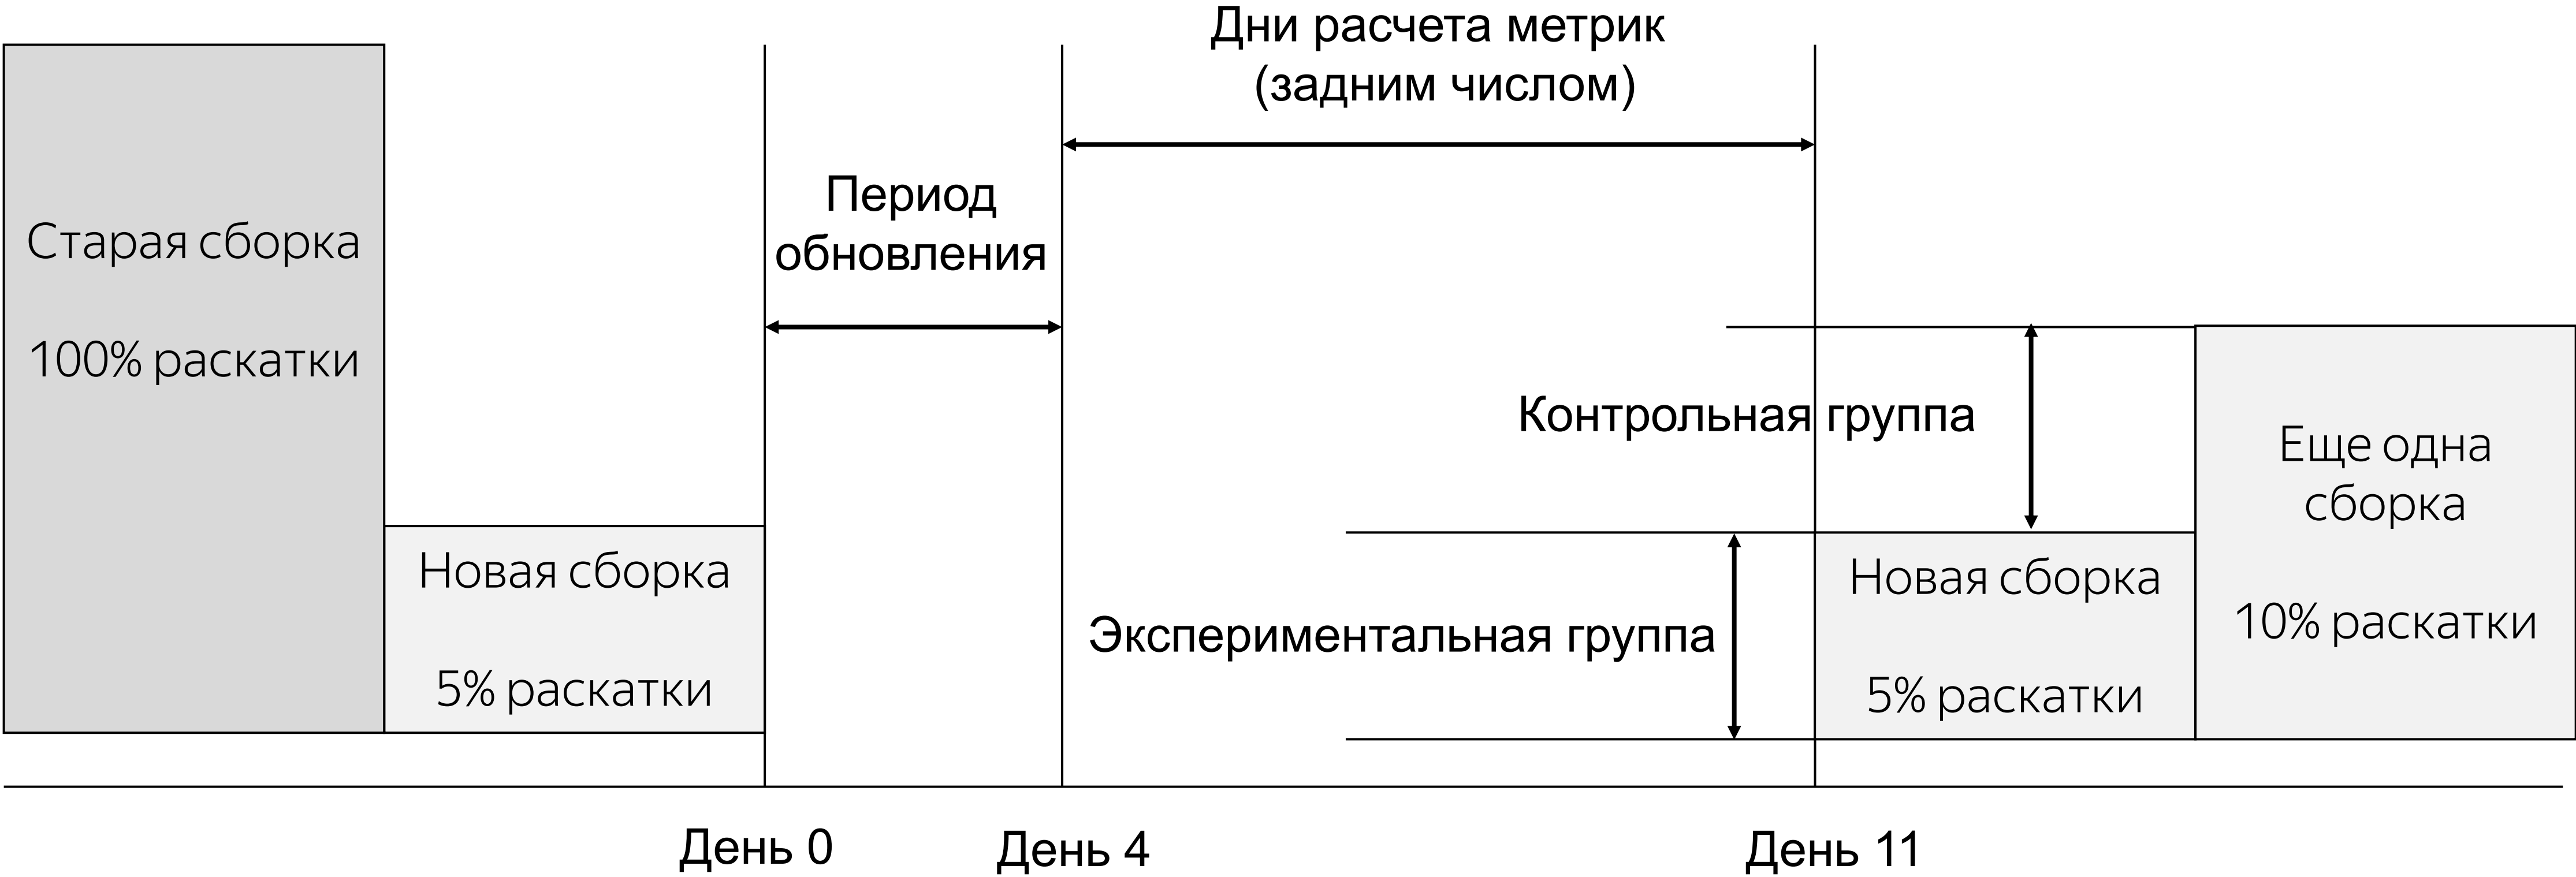 Дни расчета метрик
(задним числом)
Период
обновления
Старая сборка
100% раскатки
Новая сборка
5% раскатки
Контрольная группа
Экспериментальная группа
Новая сборка
5% раскатки
Еще одна
сборка
10% раскатки
День 0
День 4
День 11